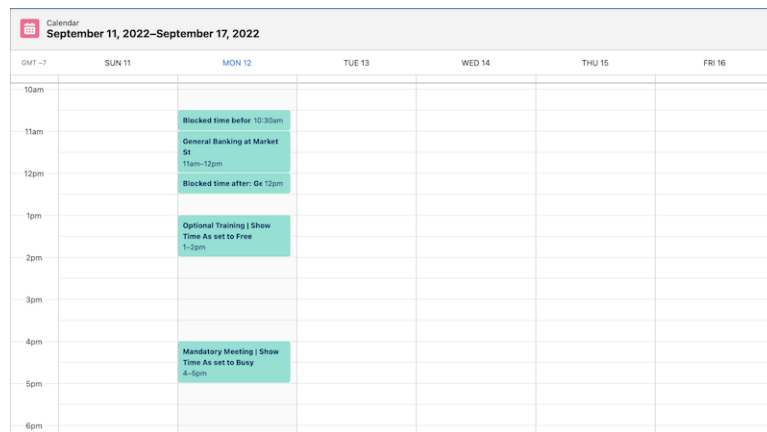 Calendar
September 11, 2022–September 17, 2022
GMT −7
SUN 11
MON 12
TUE 13
WED 14
THU 15
FRI 16
10am
Blocked time befor 10:30am
11am
General Banking at Market
St
11am–12pm
12pm
Blocked time after: Ge 12pm
1pm
Optional Training | Show
Time As set to Free
1–2pm
2pm
3pm
4pm
Mandatory Meeting | Show
Time As set to Busy
4–5pm
5pm
6pm